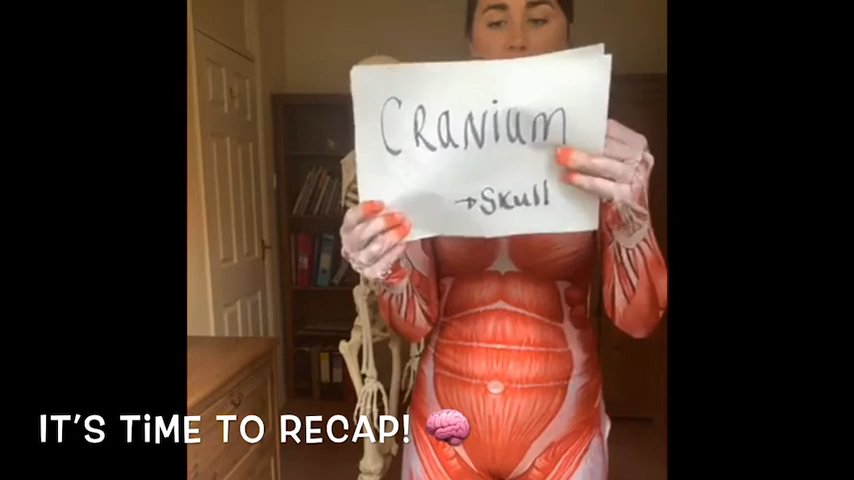 CRANIUM
→Skull
IT'S TIME TO RECAP! 🧠